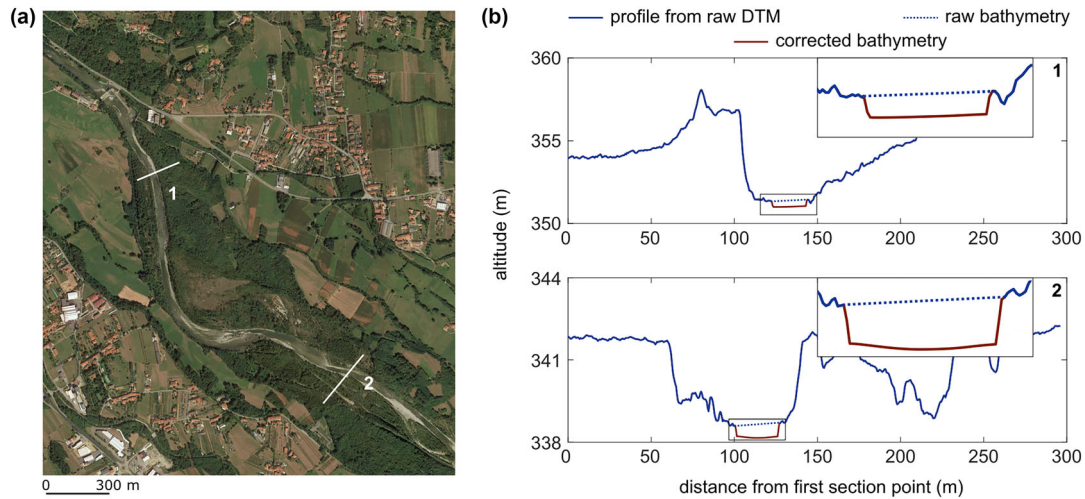 (a)
1
2
0 300 m
(b)
profile from raw DTM
raw bathymetry
corrected bathymetry
altitude (m)
360
355
350
1
0 50 100 150 200 250 300
344
341
338
2
0 50 100 150 200 250 300
distance from first section point (m)